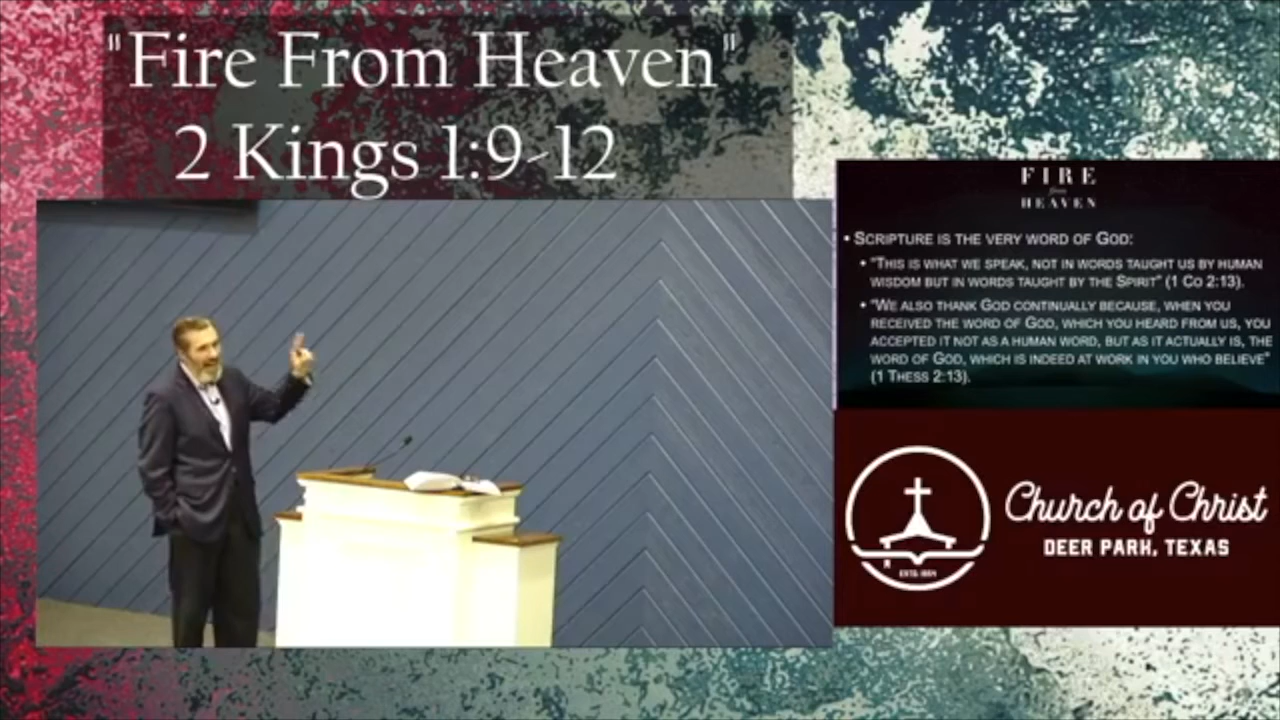 "Fire From Heaven"
2 Kings 1:9-12
FIRE
HEAVEN
• SCRIPTURE IS THE VERY WORD OF GOD:
• "THIS IS WHAT WE SPEAK, NOT IN WORDS TAUGHT US BY HUMAN
WISDOM BUT IN WORDS TAUGHT BY THE SPIRIT" (1 CO 2:13).
• "WE ALSO THANK GOD CONTINUALLY BECAUSE, WHEN YOU
RECEIVED THE WORD OF GOD, WHICH YOU HEARD FROM US, YOU
ACCEPTED IT NOT AS A HUMAN WORD, BUT AS IT ACTUALLY IS, THE
WORD OF GOD, WHICH IS INDEED AT WORK IN YOU WHO BELIEVE"
(1 THESS 2:13).
Church of Christ
DEER PARK, TEXAS